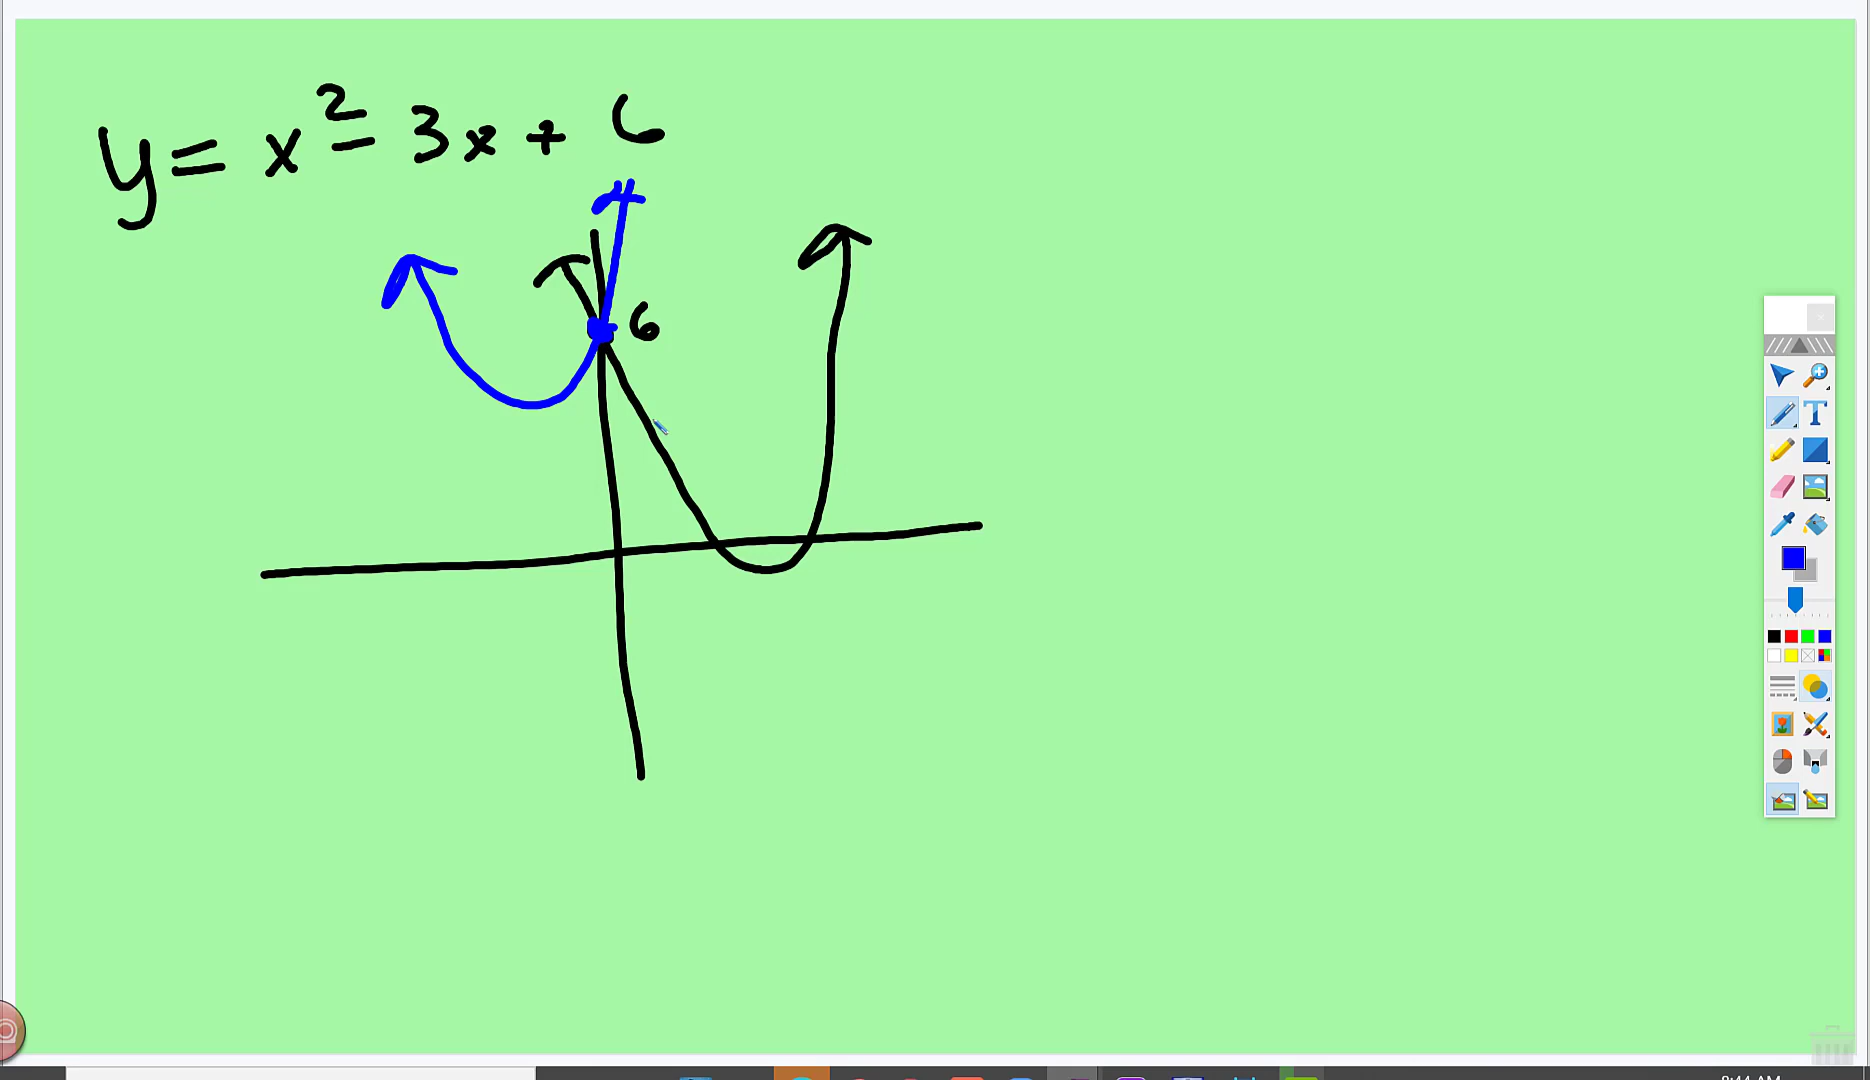 y = x² - 3x + 6
6
T